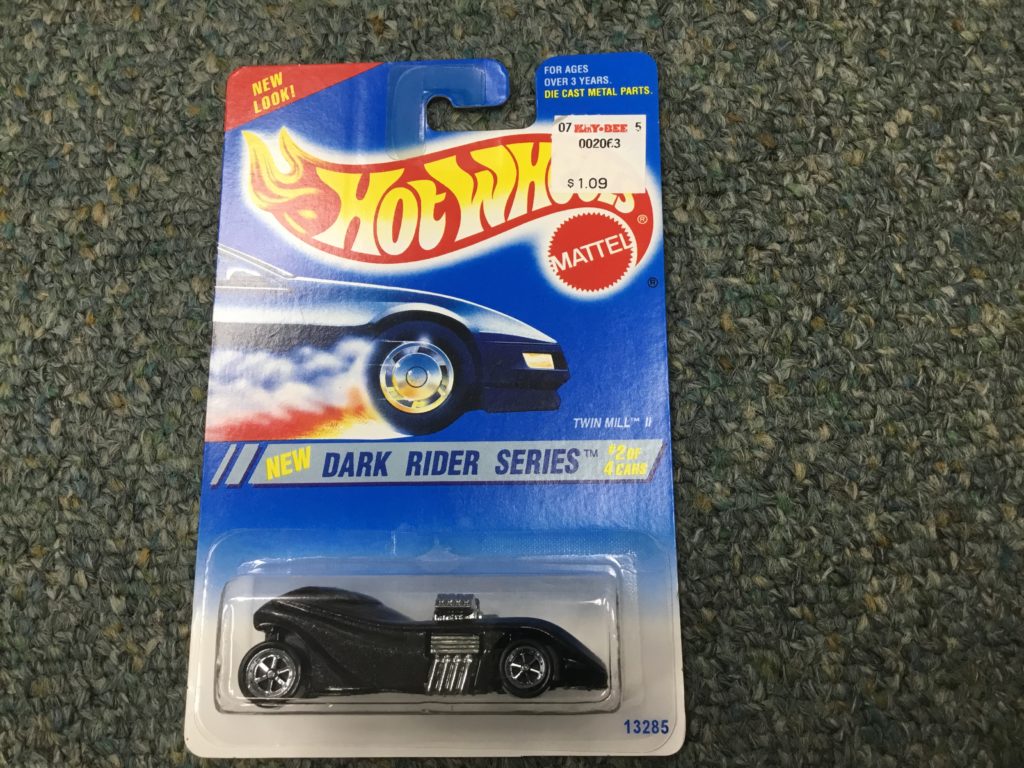 NEW
LOOK!
FOR AGES
OVER 3 YEARS.
DIE CAST METAL PARTS.
07 KAY•BEE 5
002063
$1.09
HOT WHEELS
®
MATTEL
®
TWIN MILL™ II
NEW DARK RIDER SERIES™ #2 OF
4 CARS
13285